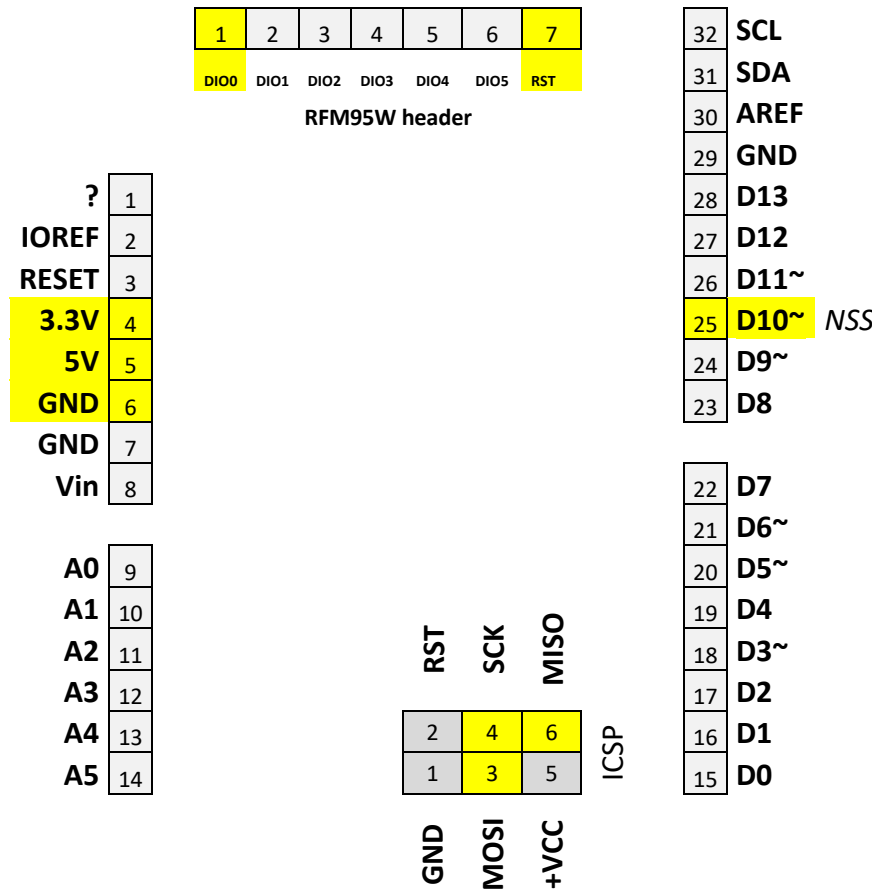 1 2 3 4 5 6 7
DIO0 DIO1 DIO2 DIO3 DIO4 DIO5 RST
RFM95W header
? 1
IOREF 2
RESET 3
3.3V 4
5V 5
GND 6
GND 7
Vin 8
A0 9
A1 10
A2 11
A3 12
A4 13
A5 14
RST SCK MISO
2 4 6
1 3 5
GND MOSI +VCC
ICSP
32 SCL
31 SDA
30 AREF
29 GND
28 D13
27 D12
26 D11~
25 D10~ NSS
24 D9~
23 D8
22 D7
21 D6~
20 D5~
19 D4
18 D3~
17 D2
16 D1
15 D0